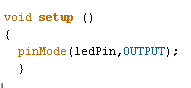 void setup ()
{
pinMode(ledPin,OUTPUT);
}